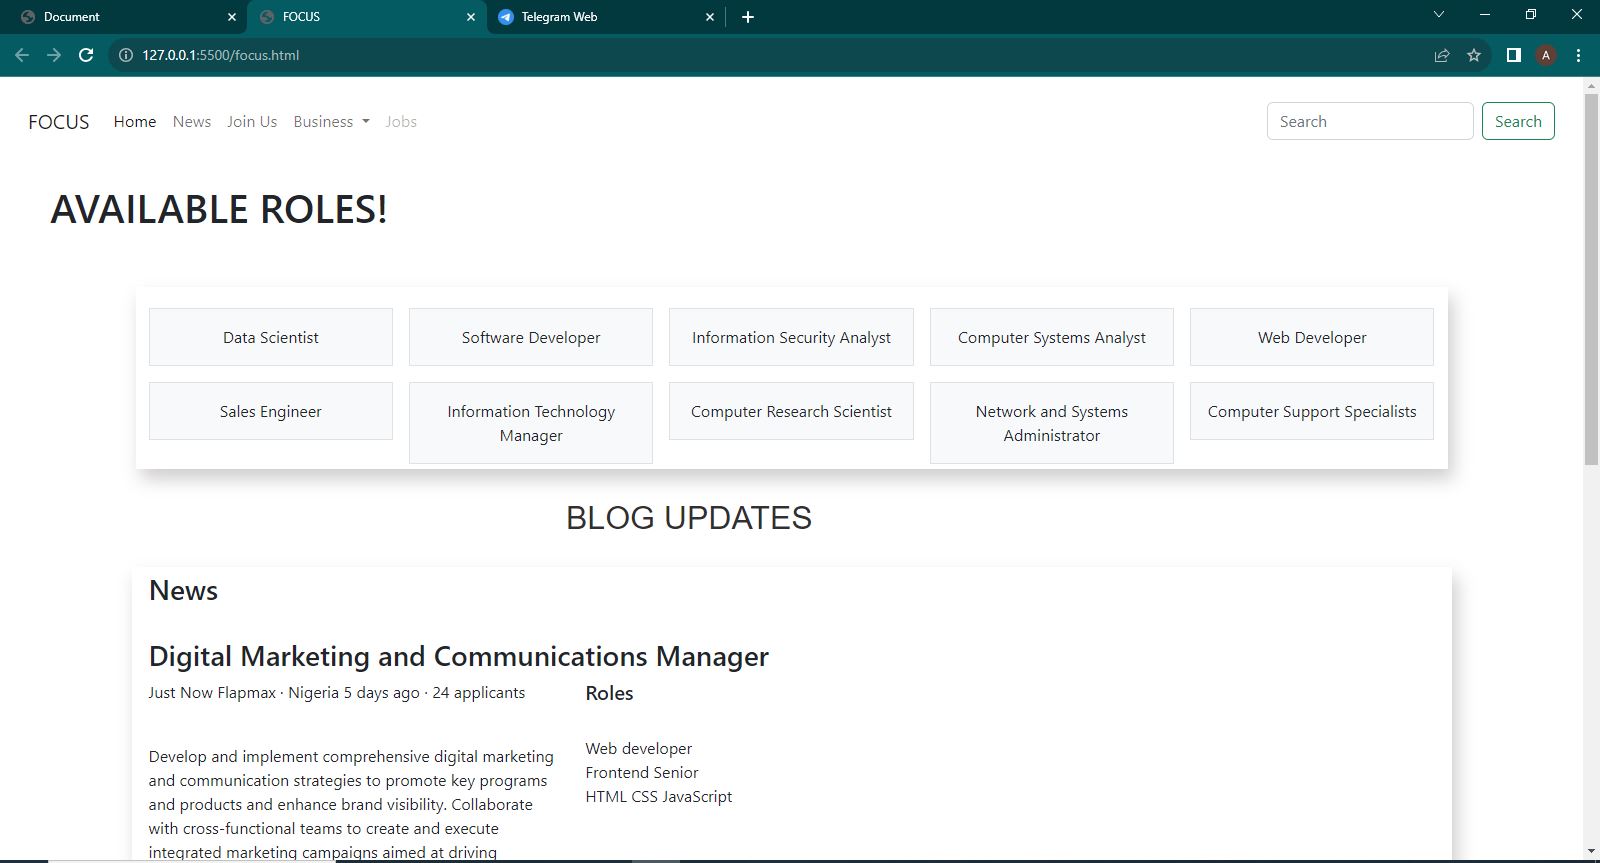 Document
FOCUS
Telegram Web
127.0.0.1:5500/focus.html
A
FOCUS Home News Join Us Business Jobs
Search Search
AVAILABLE ROLES!
Data Scientist
Software Developer
Information Security Analyst
Computer Systems Analyst
Web Developer
Sales Engineer
Information Technology
Manager
Computer Research Scientist
Network and Systems
Administrator
Computer Support Specialists
BLOG UPDATES
News
Digital Marketing and Communications Manager
Just Now Flapmax · Nigeria 5 days ago · 24 applicants
Develop and implement comprehensive digital marketing
and communication strategies to promote key programs
and products and enhance brand visibility. Collaborate
with cross-functional teams to create and execute
integrated marketing campaigns aimed at driving
Roles
Web developer
Frontend Senior
HTML CSS JavaScript